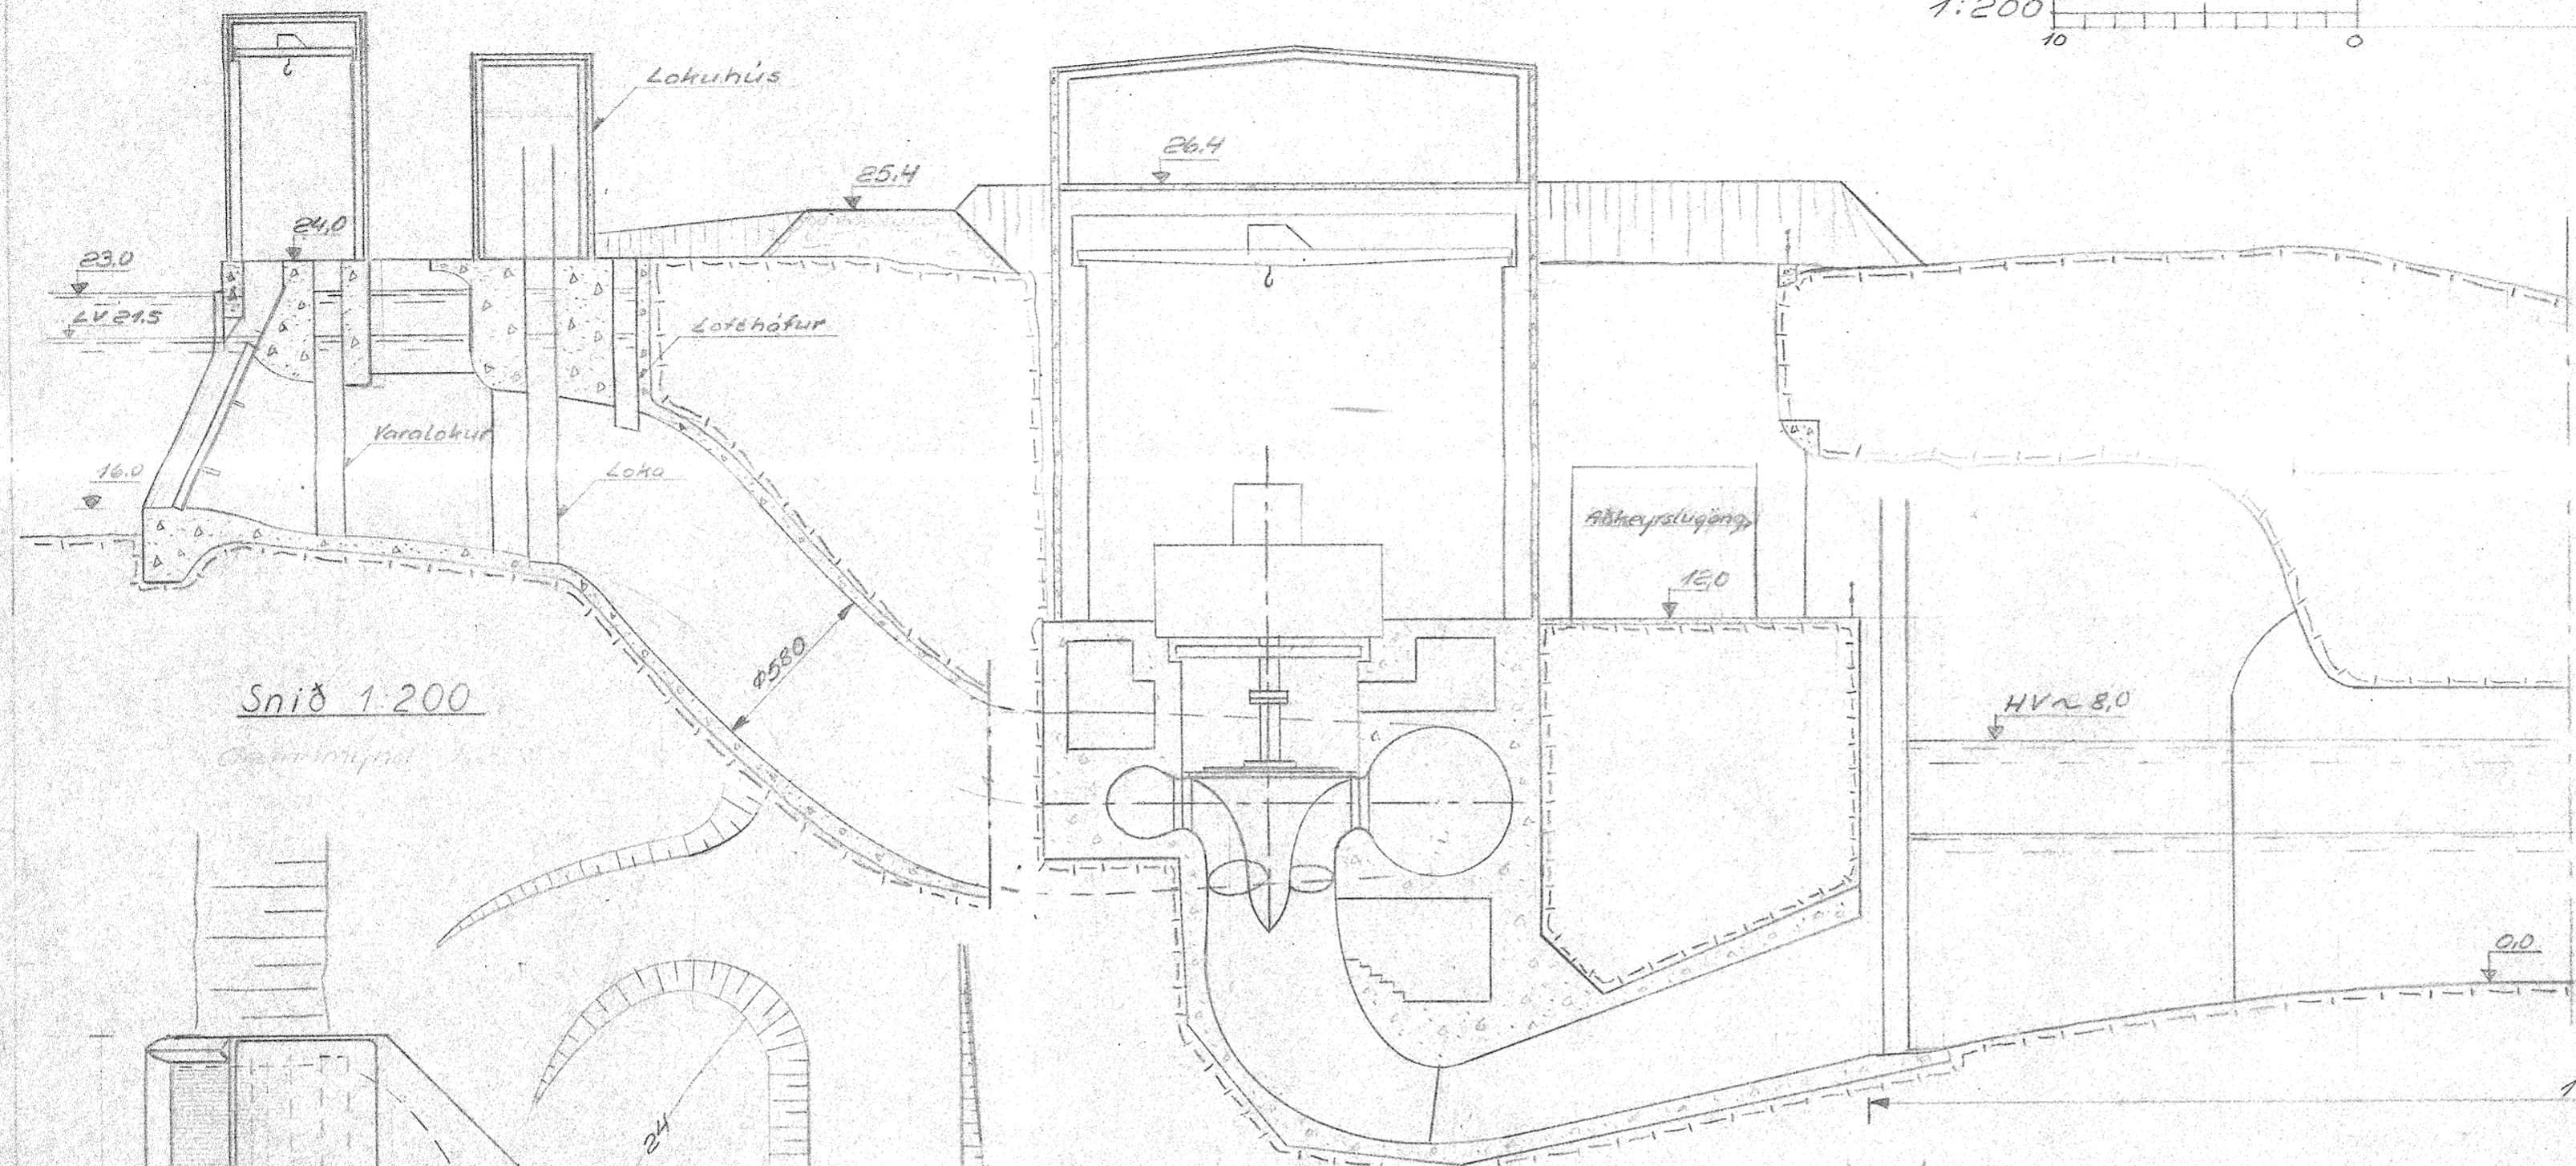 1:200
10 0
Lokuhús
26.4
25.4
24,0
23.0
LV 21.5
Loftháfur
Varalokur
16.0
Loka
Aðkeyrslugöng
12,0
Ø580
Snið 1:200
HV~8,0
0,0
24